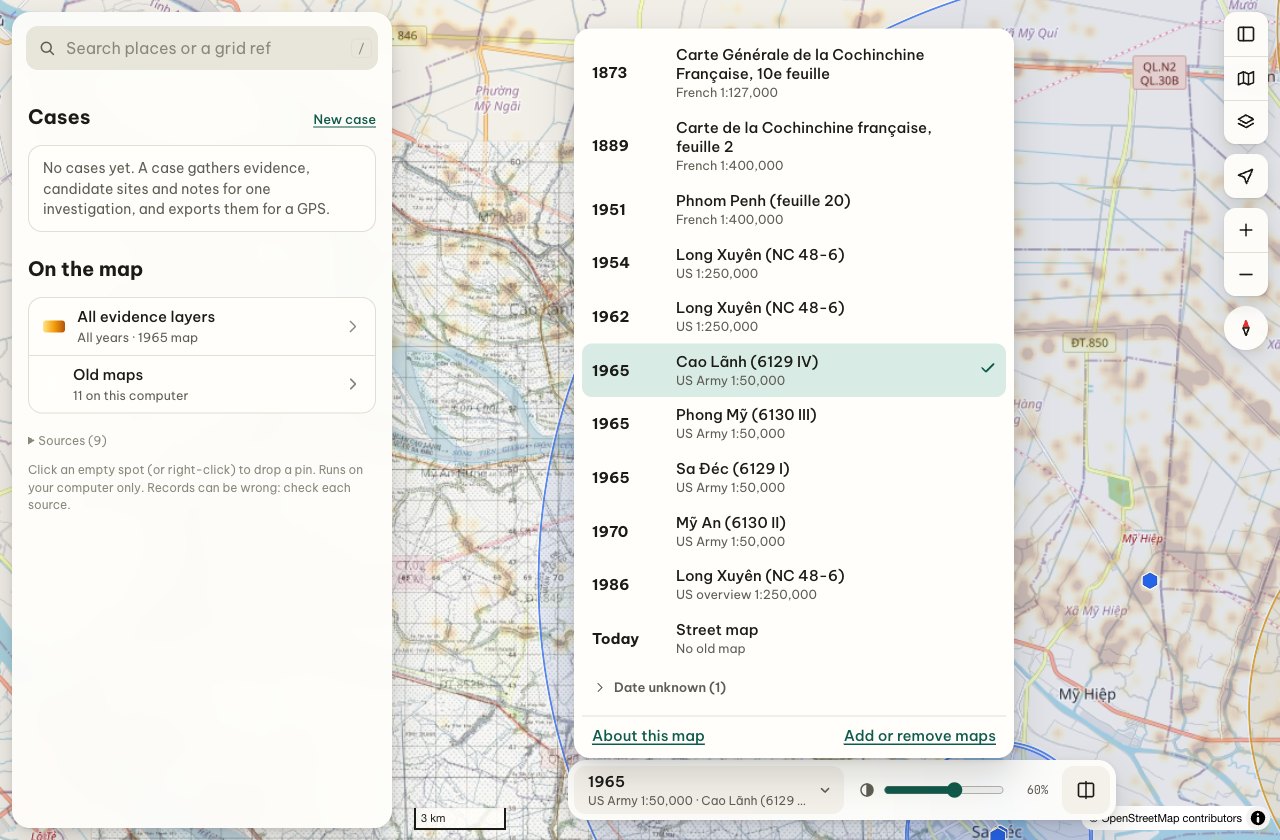 Search places or a grid ref
/
Cases
New case
No cases yet. A case gathers evidence,
candidate sites and notes for one
investigation, and exports them for a GPS.
On the map
All evidence layers
All years · 1965 map
Old maps
11 on this computer
Sources (9)
Click an empty spot (or right-click) to drop a pin. Runs on
your computer only. Records can be wrong: check each
source.
846
Phường
Mỹ Ngãi
Mỹ Ngãi
3 km
1873
Carte Générale de la Cochinchine
Française, 10e feuille
French 1:127,000
1889
Carte de la Cochinchine française,
feuille 2
French 1:400,000
1951
Phnom Penh (feuille 20)
French 1:400,000
1954
Long Xuyên (NC 48-6)
US 1:250,000
1962
Long Xuyên (NC 48-6)
US 1:250,000
1965
Cao Lãnh (6129 IV)
US Army 1:50,000
1965
Phong Mỹ (6130 III)
US Army 1:50,000
1965
Sa Đéc (6129 I)
US Army 1:50,000
1970
Mỹ An (6130 II)
US Army 1:50,000
1986
Long Xuyên (NC 48-6)
US overview 1:250,000
Today
Street map
No old map
Date unknown (1)
About this map
Add or remove maps
1965
US Army 1:50,000 · Cao Lãnh (6129 ...
60%
QL.N2
QL.30B
ĐT.850
Mỹ Hiệp
Xã Mỹ Hiệp
Mỹ Hiệp
© OpenStreetMap contributors